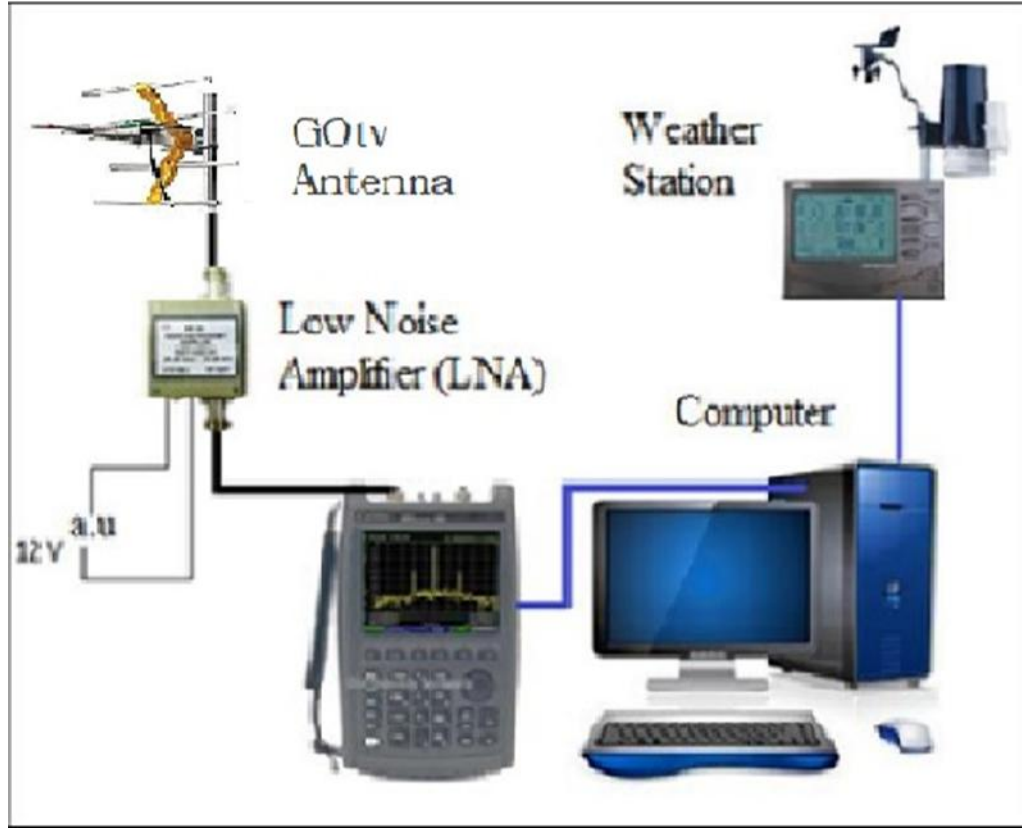 GOtv
Antenna
Weather
Station
Low Noise
Amplifier (LNA)
Computer
a.u
12V